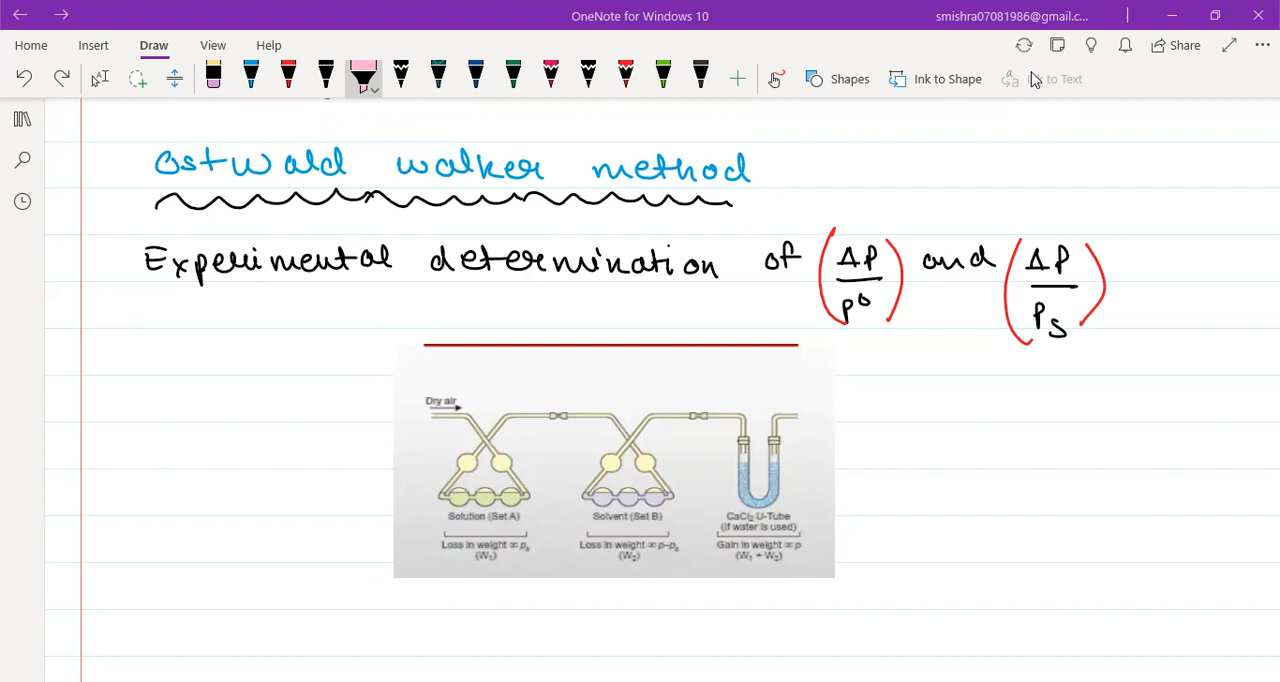 OneNote for Windows 10
smishra07081986@gmail.c...
Home Insert Draw View Help
Share
Shapes Ink to Shape Ink to Text
Ostwald walker method
Experimental determination of (ΔP/P⁰) and (ΔP/Ps)
Dry air
Solution (Set A) Solvent (Set B) CaCl₂ U-Tube
(if water is used)
Loss in weight ∝ pₛ Loss in weight ∝ p–pₛ Gain in weight ∝ p
(W₁) (W₂) (W₁ + W₂)